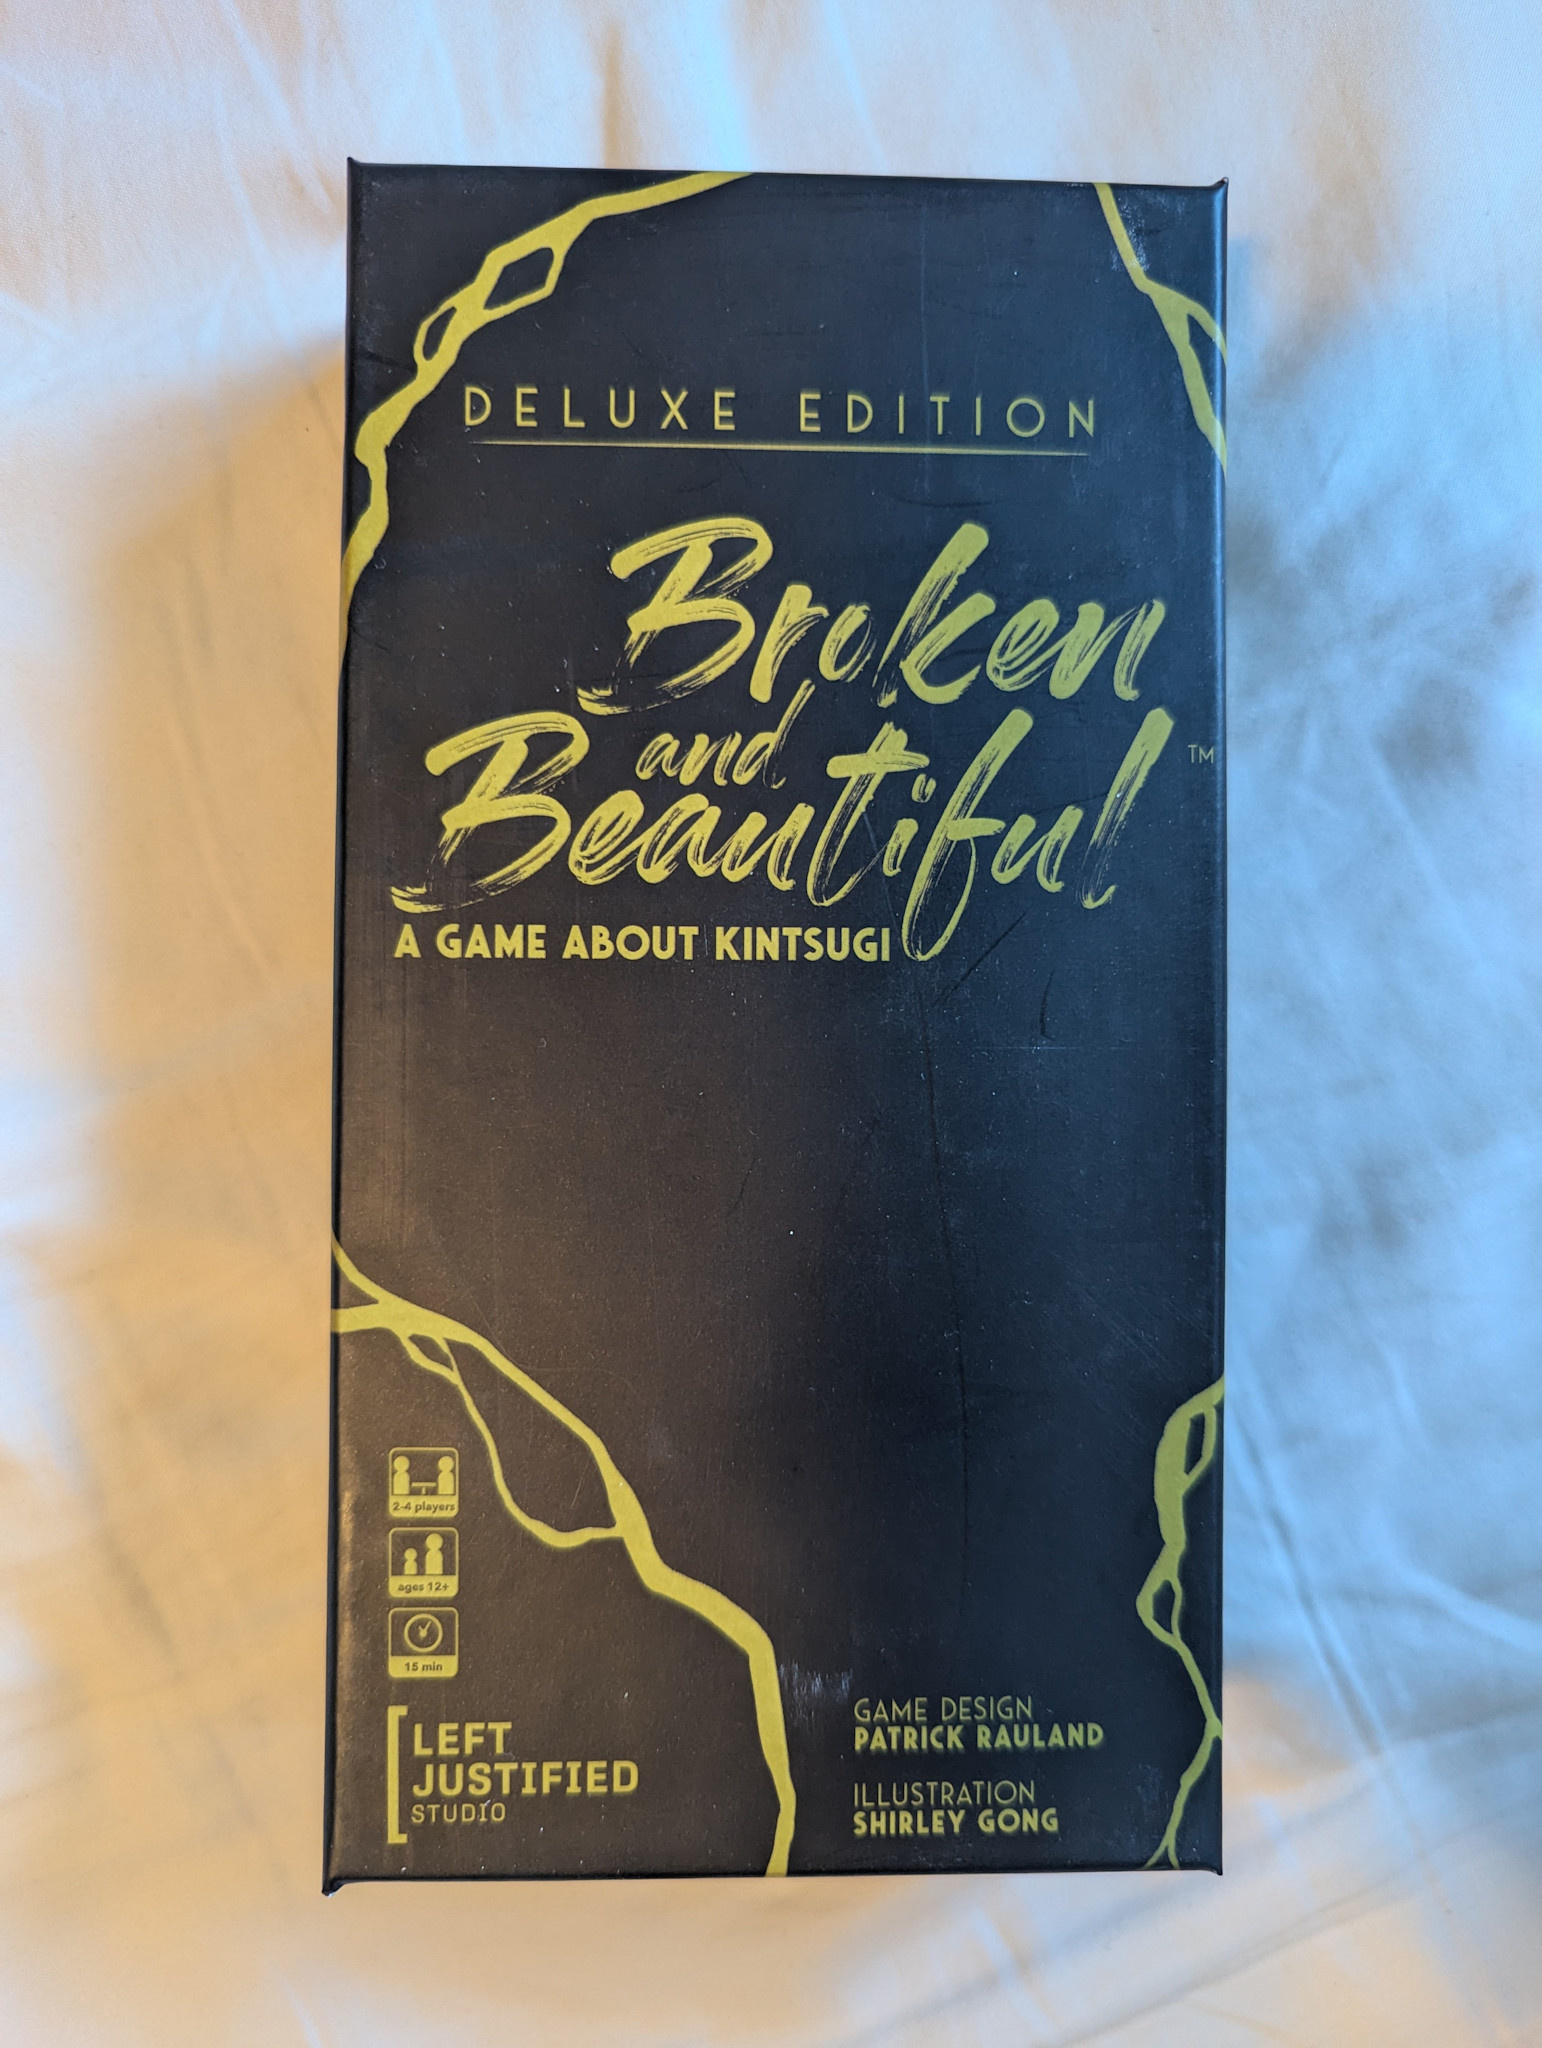 DELUXE EDITION
Broken
and
Beautiful
TM
A GAME ABOUT KINTSUGI
2-4 players
ages 12+
15 min
LEFT
JUSTIFIED
STUDIO
GAME DESIGN
PATRICK RAULAND
ILLUSTRATION
SHIRLEY GONG